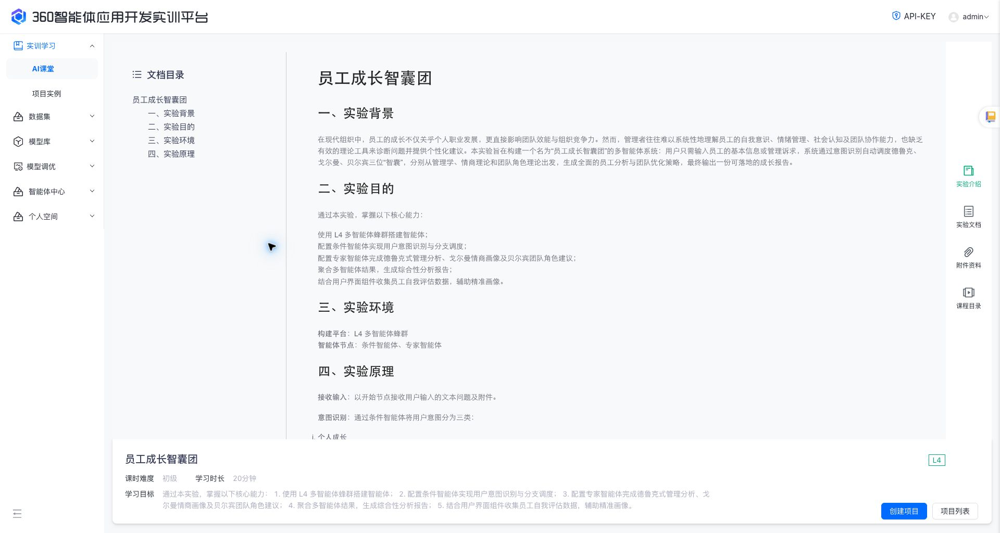 360智能体应用开发实训平台
API-KEY
admin
实训学习
AI课堂
项目实例
数据集
模型库
模型调优
智能体中心
个人空间
文档目录
员工成长智囊团
一、实验背景
二、实验目的
三、实验环境
四、实验原理
员工成长智囊团
一、实验背景
在现代组织中，员工的成长不仅关乎个人职业发展，更直接影响团队效能与组织竞争力。然而，管理者往往难以系统性地理解员工的自我意识、情绪管理、社会认知及团队协作能力，也缺乏
有效的理论工具来诊断问题并提供个性化建议。本实验旨在构建一个名为“员工成长智囊团”的多智能体系统：用户只需输入员工的基本信息或管理诉求，系统通过意图识别自动调度德鲁克、
戈尔曼、贝尔宾三位“智囊”，分别从管理学、情商理论和团队角色理论出发，生成全面的员工分析与团队优化策略，最终输出一份可落地的成长报告。
二、实验目的
通过本实验，掌握以下核心能力：
使用 L4 多智能体蜂群搭建智能体；
配置条件智能体实现用户意图识别与分支调度；
配置专家智能体完成德鲁克式管理分析、戈尔曼情商画像及贝尔宾团队角色建议；
聚合多智能体结果，生成综合性分析报告；
结合用户界面组件收集员工自我评估数据，辅助精准画像。
三、实验环境
构建平台：L4 多智能体蜂群
智能体节点：条件智能体、专家智能体
四、实验原理
接收输入：以开始节点接收用户输入的文本问题及附件。
意图识别：通过条件智能体将用户意图分为三类：
i. 个人成长
实验介绍
实验文档
附件资料
课程目录
员工成长智囊团
L4
课时难度 初级 学习时长 20分钟
学习目标 通过本实验，掌握以下核心能力： 1. 使用 L4 多智能体蜂群搭建智能体； 2. 配置条件智能体实现用户意图识别与分支调度； 3. 配置专家智能体完成德鲁克式管理分析、戈
尔曼情商画像及贝尔宾团队角色建议； 4. 聚合多智能体结果，生成综合性分析报告； 5. 结合用户界面组件收集员工自我评估数据，辅助精准画像。
创建项目
项目列表